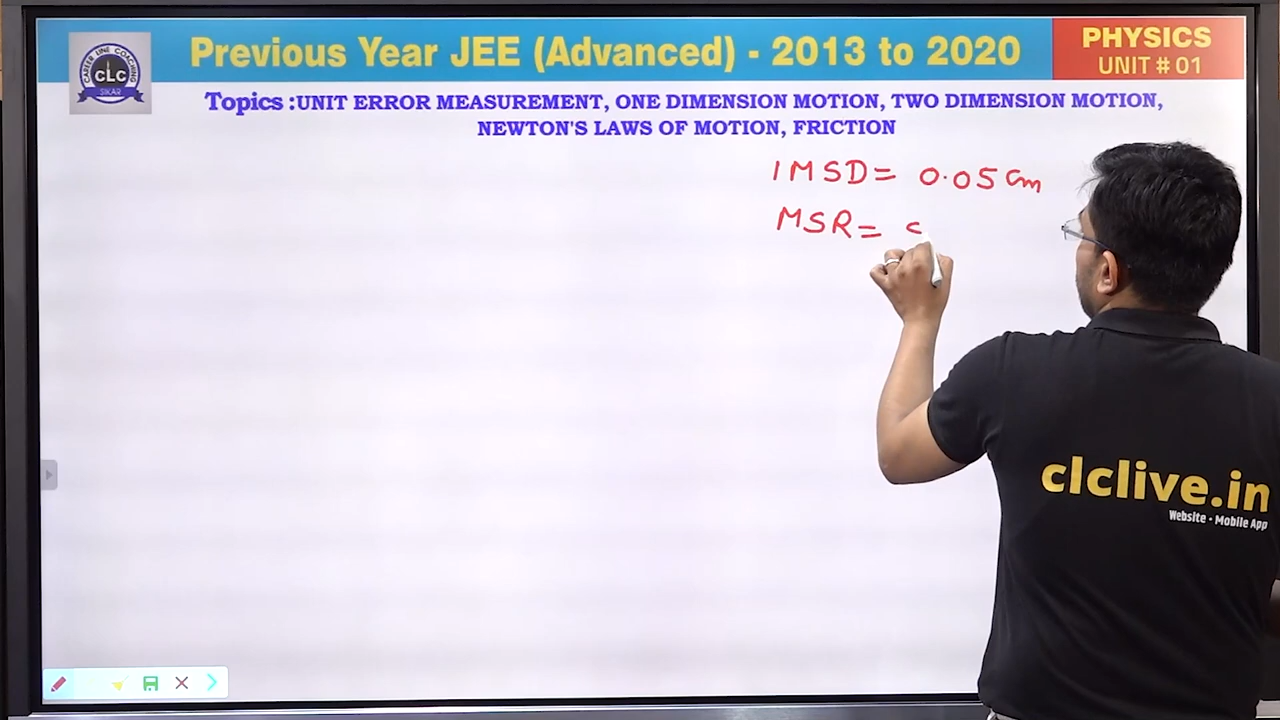 Previous Year JEE (Advanced) - 2013 to 2020
PHYSICS
UNIT # 01
CAREER LINE COACHING
CLC
SIKAR
Topics :UNIT ERROR MEASUREMENT, ONE DIMENSION MOTION, TWO DIMENSION MOTION,
NEWTON'S LAWS OF MOTION, FRICTION
1 MSD = 0.05 cm
MSR =
clclive.in
Website • Mobile App